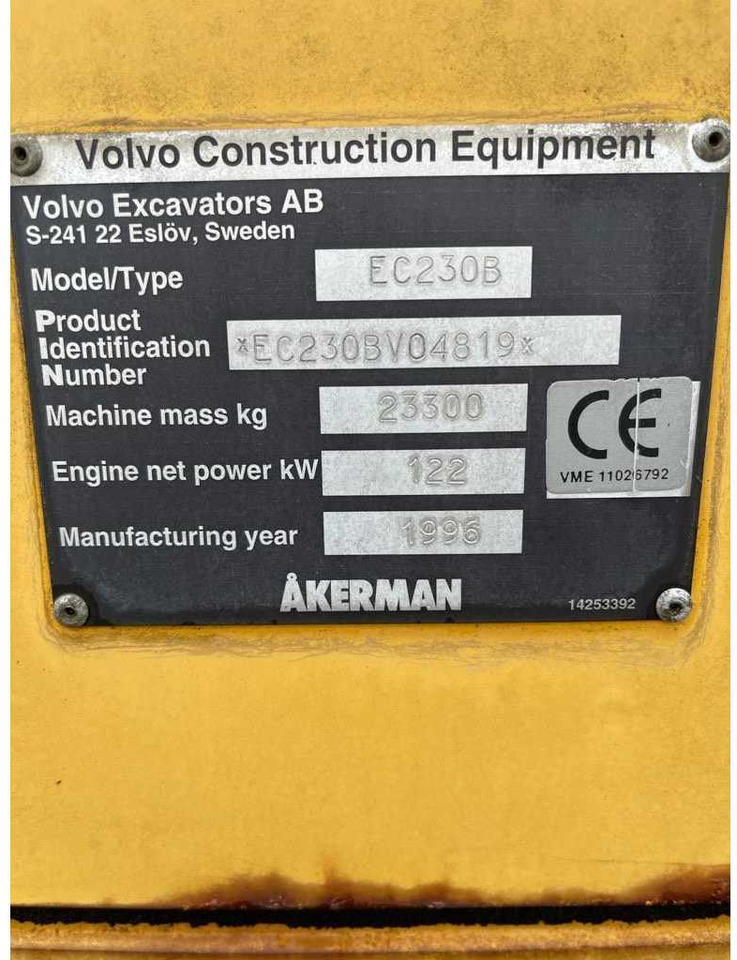 Volvo Construction Equipment
Volvo Excavators AB
S-241 22 Eslöv, Sweden
Model/Type EC230B
Product
Identification *EC230BV04819*
Number
Machine mass kg 23300
CE
Engine net power kW 122
VME 11026792
Manufacturing year 1996
ÅKERMAN
14253392